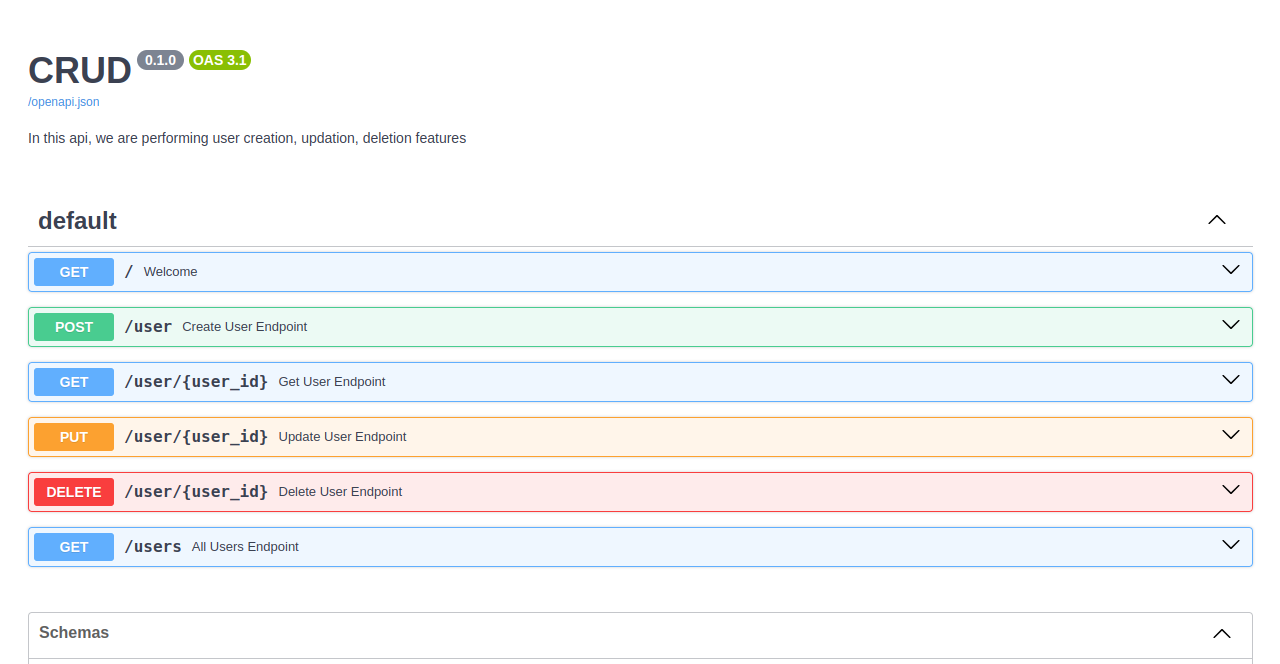 CRUD 0.1.0 OAS 3.1
/openapi.json
In this api, we are performing user creation, updation, deletion features
default
GET / Welcome
POST /user Create User Endpoint
GET /user/{user_id} Get User Endpoint
PUT /user/{user_id} Update User Endpoint
DELETE /user/{user_id} Delete User Endpoint
GET /users All Users Endpoint
Schemas